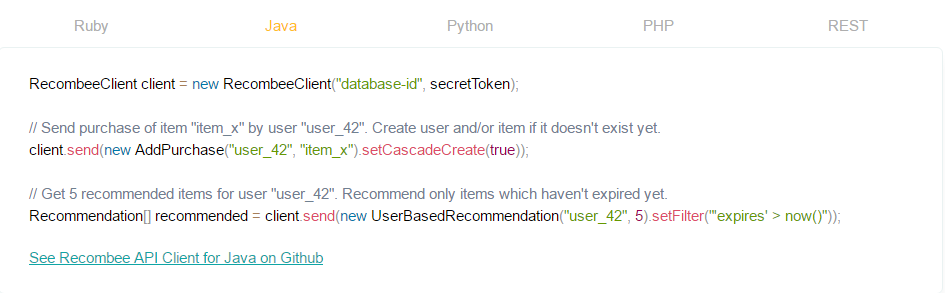 Ruby Java Python PHP REST
RecombeeClient client = new RecombeeClient("database-id", secretToken);
// Send purchase of item "item_x" by user "user_42". Create user and/or item if it doesn't exist yet.
client.send(new AddPurchase("user_42", "item_x").setCascadeCreate(true));
// Get 5 recommended items for user "user_42". Recommend only items which haven't expired yet.
Recommendation[] recommended = client.send(new UserBasedRecommendation("user_42", 5).setFilter("'expires' > now()"));
See Recombee API Client for Java on Github